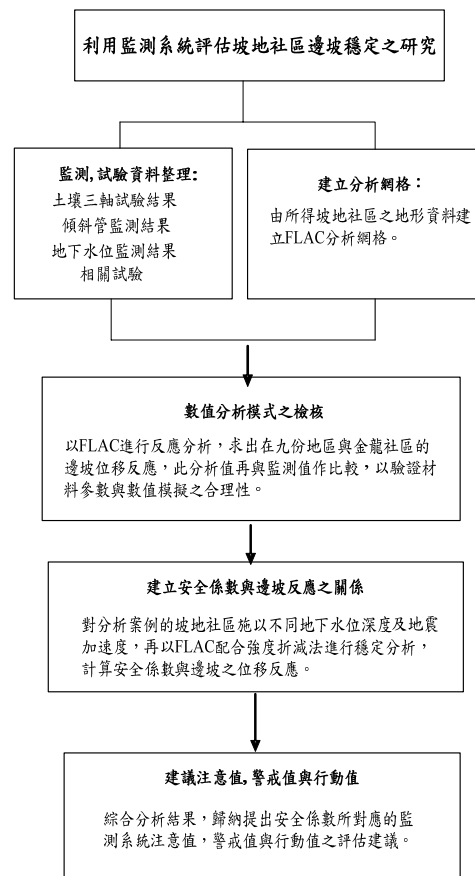 利用監測系統評估坡地社區邊坡穩定之研究
監測,試驗資料整理:
土壤三軸試驗結果
傾斜管監測結果
地下水位監測結果
相關試驗
建立分析網格：
由所得坡地社區之地形資料建
立FLAC分析網格。
數值分析模式之檢核
以FLAC進行反應分析，求出在九份地區與金龍社區的
邊坡位移反應，此分析值再與監測值作比較，以驗證材
料參數與數值模擬之合理性。
建立安全係數與邊坡反應之關係
對分析案例的坡地社區施以不同地下水位深度及地震
加速度，再以FLAC配合強度折減法進行穩定分析，
計算安全係數與邊坡之位移反應。
建議注意值,警戒值與行動值
綜合分析結果，歸納提出安全係數所對應的監
測系統注意值，警戒值與行動值之評估建議。